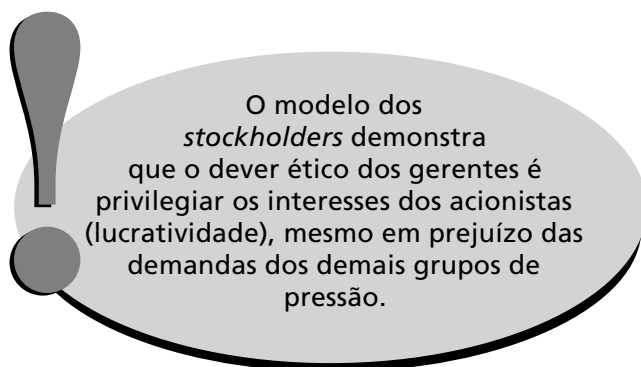 O modelo dos
stockholders demonstra
que o dever ético dos gerentes é
privilegiar os interesses dos acionistas
(lucratividade), mesmo em prejuízo das
demandas dos demais grupos de
pressão.